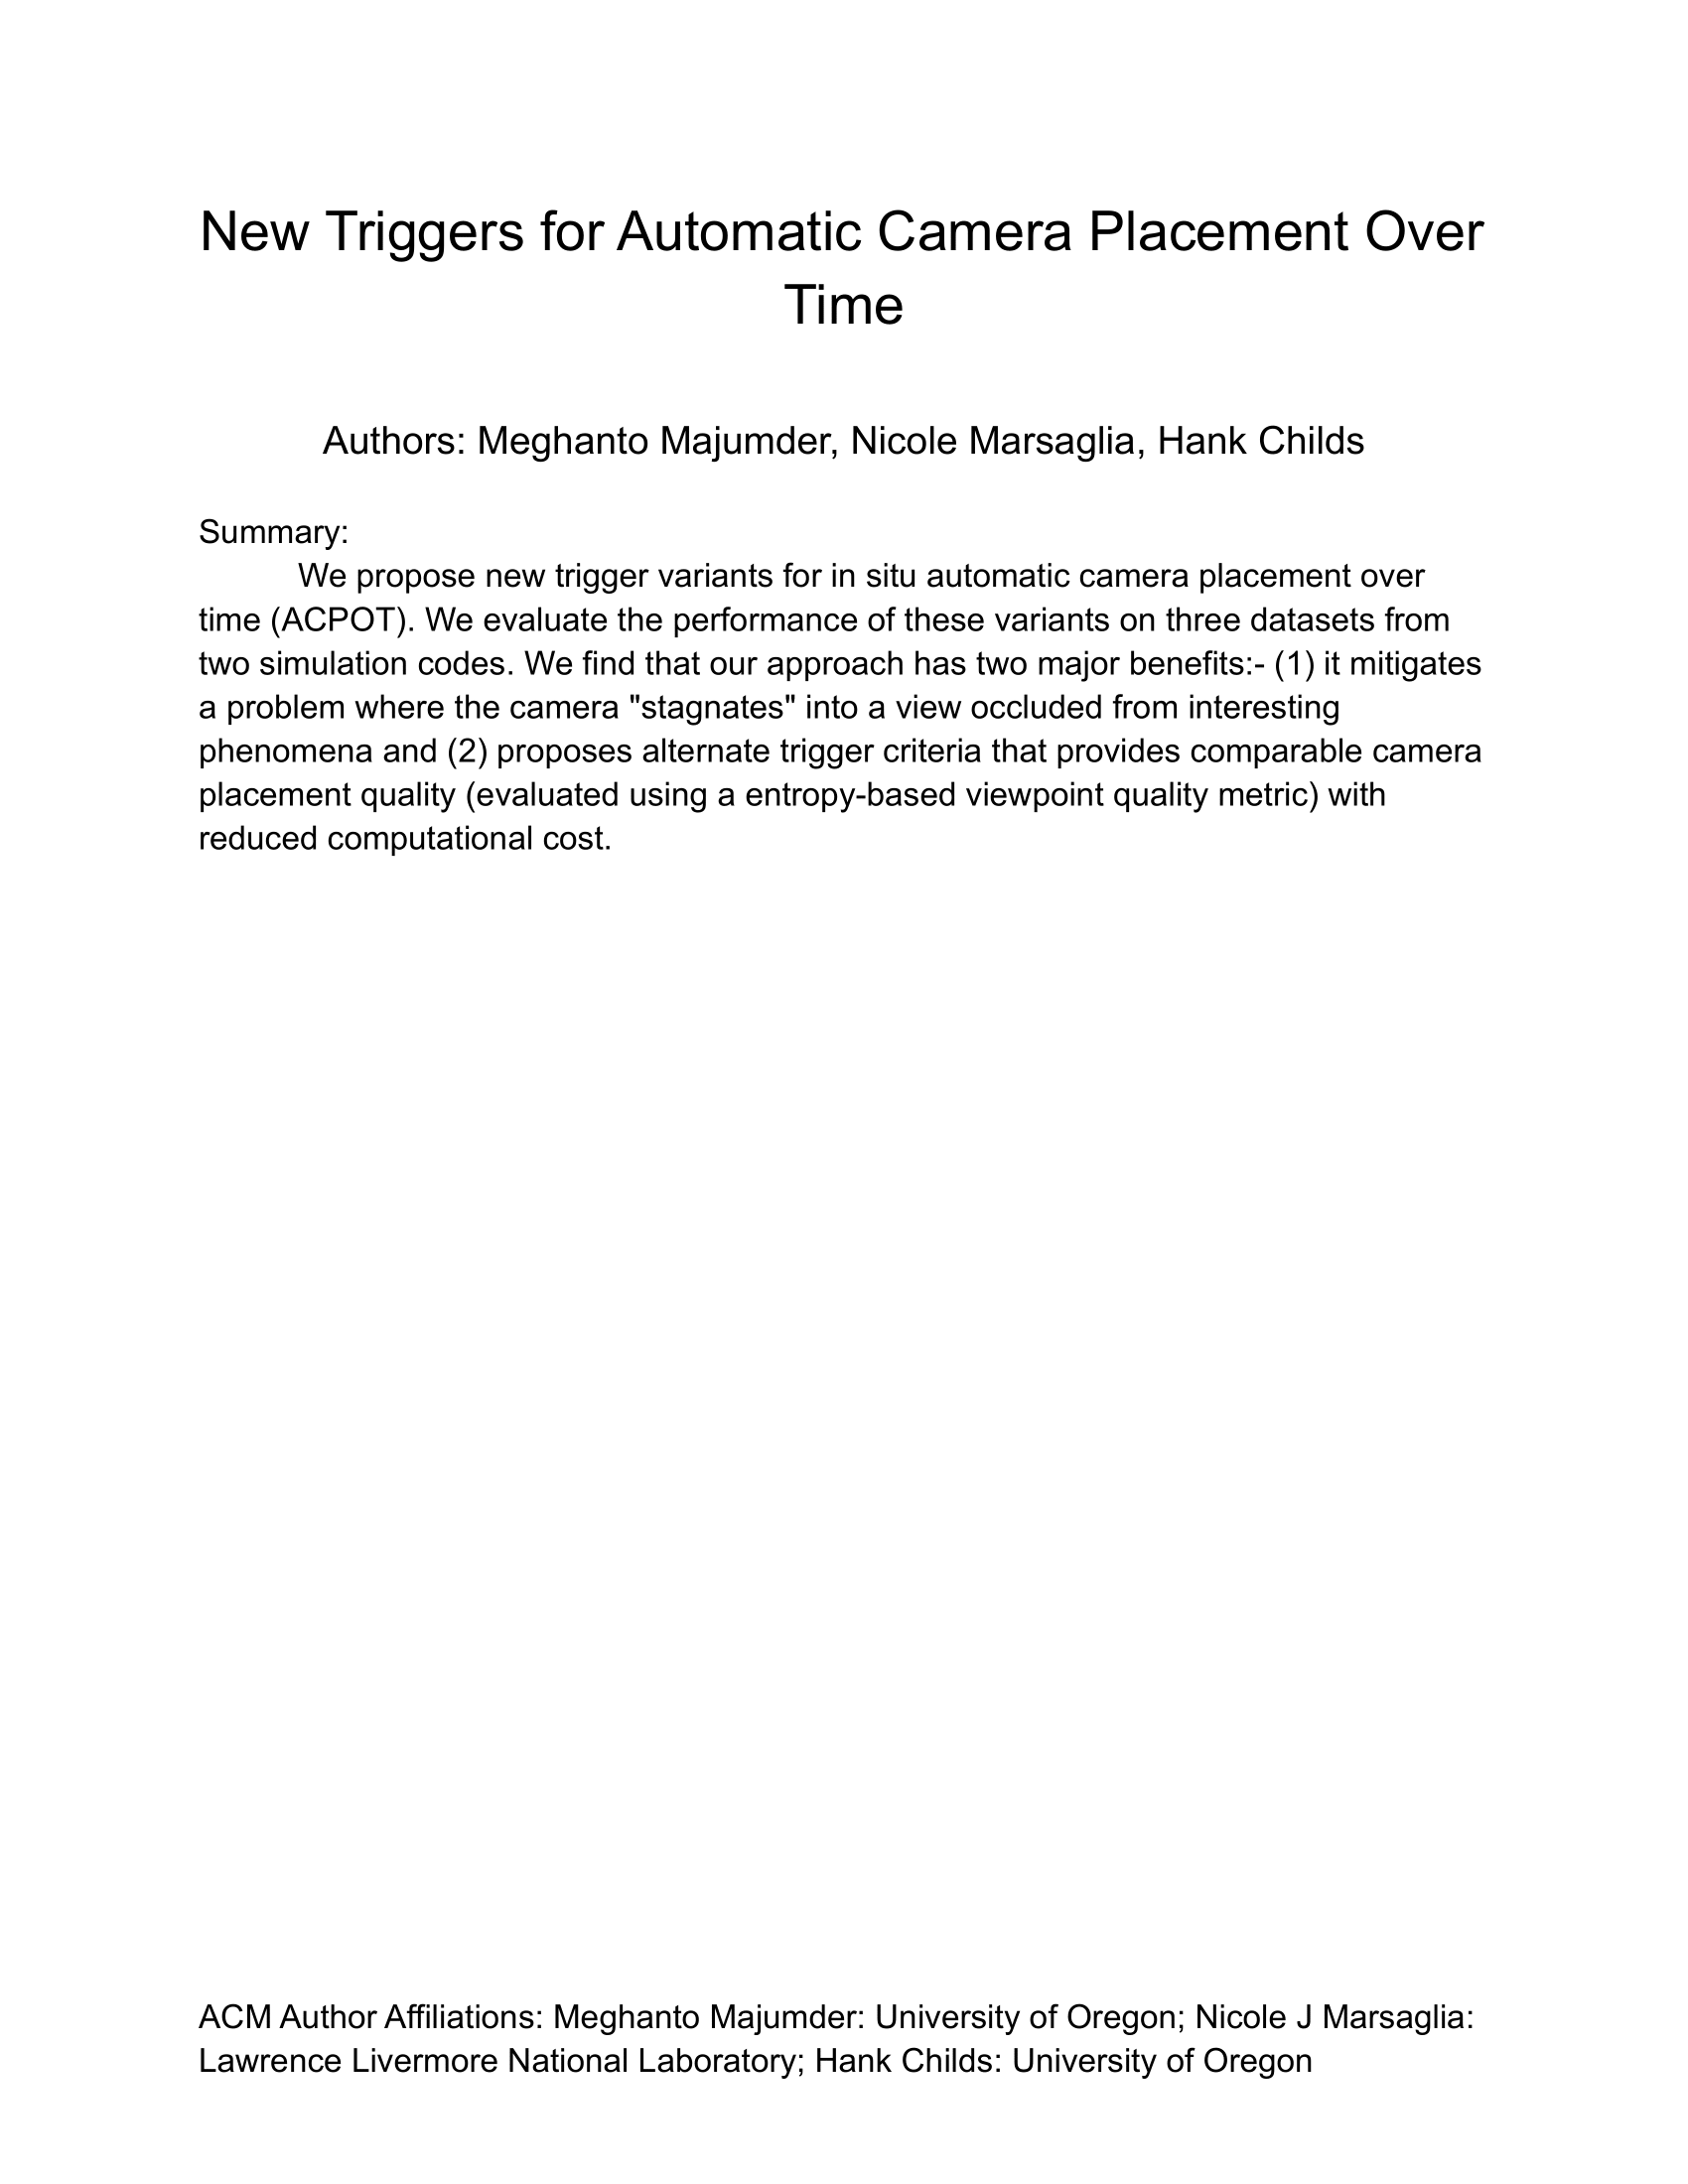 New Triggers for Automatic Camera Placement Over
Time
Authors: Meghanto Majumder, Nicole Marsaglia, Hank Childs
Summary:
We propose new trigger variants for in situ automatic camera placement over
time (ACPOT). We evaluate the performance of these variants on three datasets from
two simulation codes. We find that our approach has two major benefits:- (1) it mitigates
a problem where the camera "stagnates" into a view occluded from interesting
phenomena and (2) proposes alternate trigger criteria that provides comparable camera
placement quality (evaluated using a entropy-based viewpoint quality metric) with
reduced computational cost.
ACM Author Affiliations: Meghanto Majumder: University of Oregon; Nicole J Marsaglia:
Lawrence Livermore National Laboratory; Hank Childs: University of Oregon